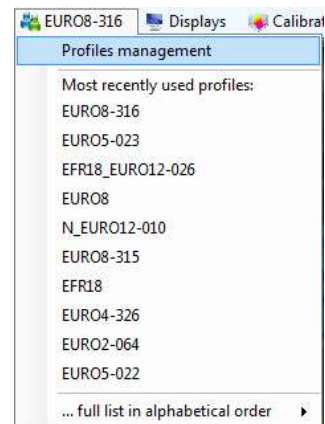 EURO8-316 Displays Calibrat
Profiles management
Most recently used profiles:
EURO8-316
EURO5-023
EFR18_EURO12-026
EURO8
N_EURO12-010
EURO8-315
EFR18
EURO4-326
EURO2-064
EURO5-022
... full list in alphabetical order